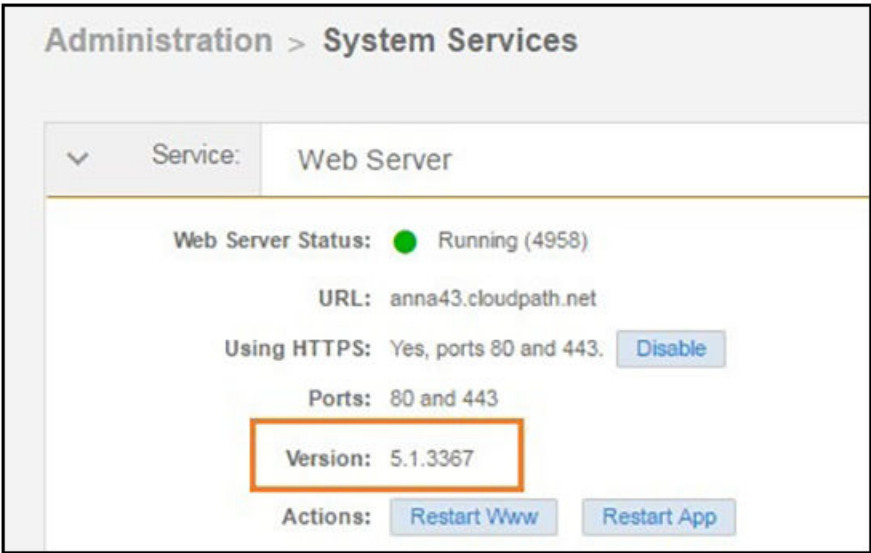 Administration > System Services
Service: Web Server
Web Server Status: Running (4958)
URL: anna43.cloudpath.net
Using HTTPS: Yes, ports 80 and 443. Disable
Ports: 80 and 443
Version: 5.1.3367
Actions: Restart Www Restart App